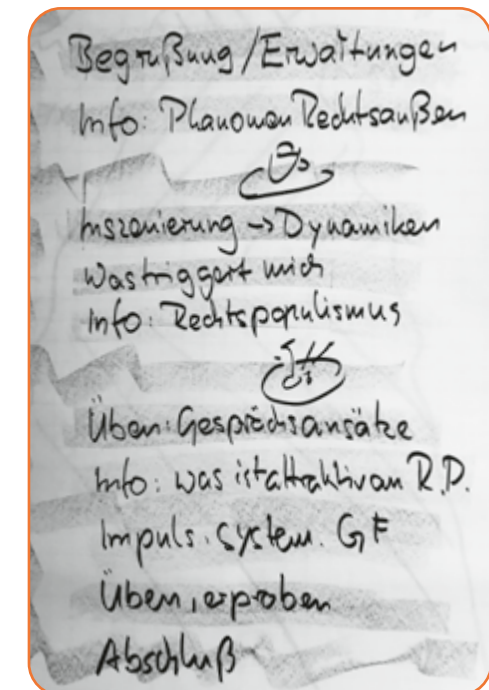 Begrüßung / Erwartungen
Info: Phänomen Rechtsaußen
Inszenierung -> Dynamiken
Was triggert mich
Info: Rechtspopulismus
Üben: Gesprächsansätze
Info: was ist attraktiv an R.D.
Impuls. system. GF
Üben, erproben
Abschluß